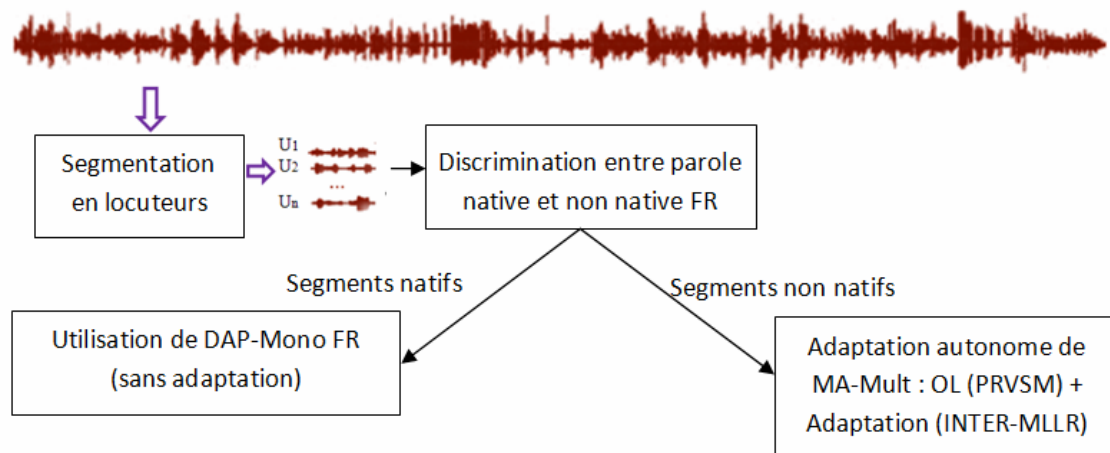 Segmentation
en locuteurs
U1
U2
...
Un
Discrimination entre parole
native et non native FR
Segments natifs
Segments non natifs
Utilisation de DAP-Mono FR
(sans adaptation)
Adaptation autonome de
MA-Mult : OL (PRVSM) +
Adaptation (INTER-MLLR)